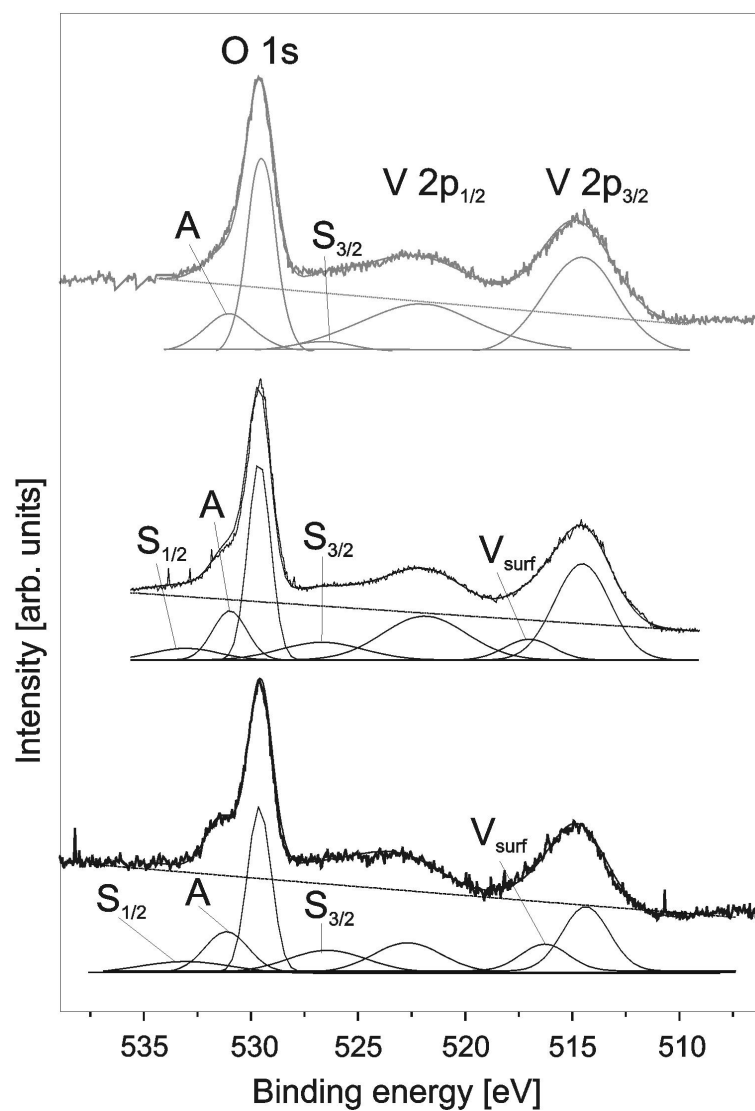 O 1s
V 2p1/2
V 2p3/2
A
S3/2
S1/2
A
S3/2
Vsurf
S1/2
A
S3/2
Vsurf
Intensity [arb. units]
535 530 525 520 515 510
Binding energy [eV]